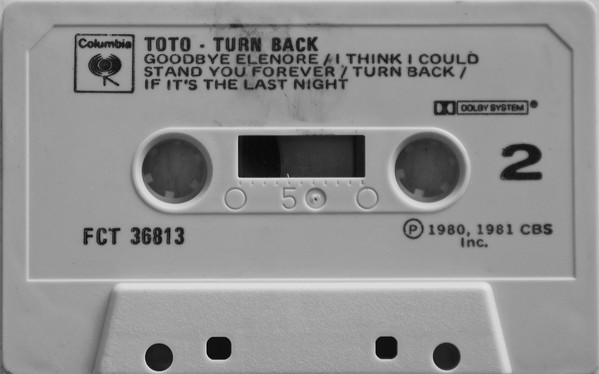 Columbia
TOTO - TURN BACK
GOODBYE ELENORE / I THINK I COULD
STAND YOU FOREVER / TURN BACK /
IF IT'S THE LAST NIGHT
DOLBY SYSTEM ®
2
5
FCT 36813
Ⓟ 1980, 1981 CBS
Inc.